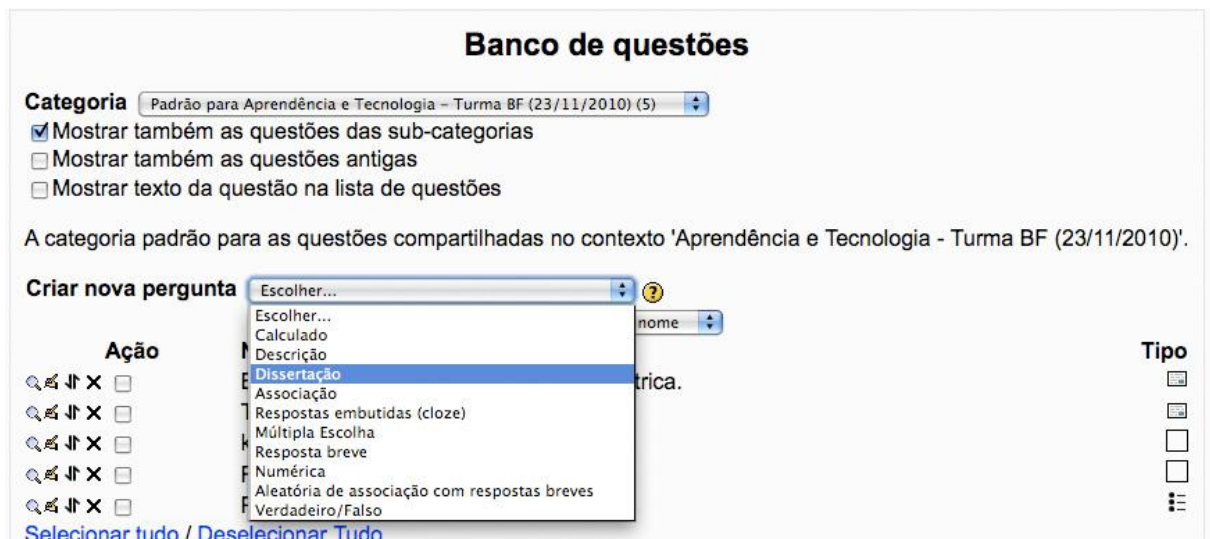 Banco de questões
Categoria Padrão para Aprendência e Tecnologia – Turma BF (23/11/2010) (5)
Mostrar também as questões das sub-categorias
Mostrar também as questões antigas
Mostrar texto da questão na lista de questões
A categoria padrão para as questões compartilhadas no contexto 'Aprendência e Tecnologia - Turma BF (23/11/2010)'.
Criar nova pergunta Escolher...
Escolher...
nome
Calculado
Ação
Tipo
Descrição
Dissertação
trica.
Associação
Respostas embutidas (cloze)
Múltipla Escolha
Resposta breve
Numérica
Aleatória de associação com respostas breves
Verdadeiro/Falso
Selecionar tudo / Deselecionar Tudo